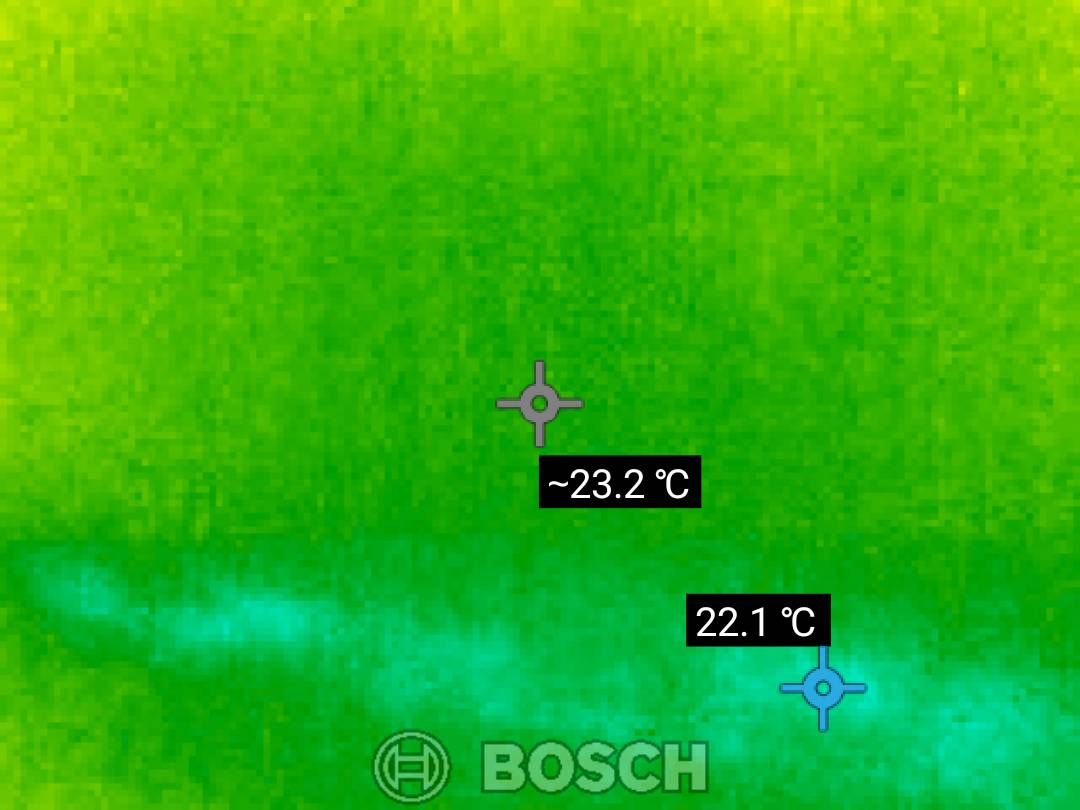 ~23.2 ℃
22.1 ℃
BOSCH